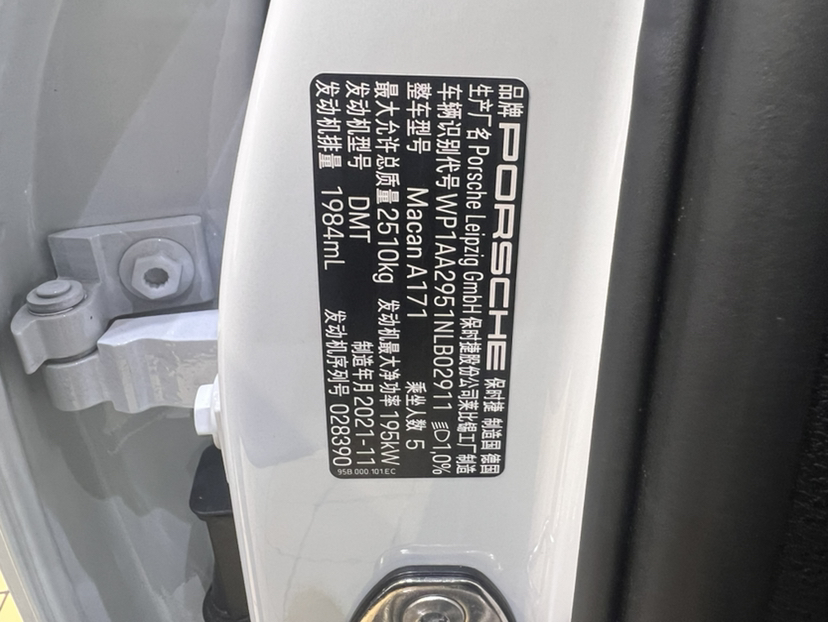 品牌 PORSCHE 保时捷 制造国 德国
生产厂名 Porsche Leipzig GmbH 保时捷股份公司莱比锡工厂制造
车辆识别代号 WP1AA2951NLB02911 1,0%
整车型号 Macan A171 乘坐人数 5
最大允许总质量 2510kg 发动机最大净功率 195kW
发动机型号 DMT 制造年月 2021-11
发动机排量 1984mL 发动机序列号 028390
95B 000 101 EC